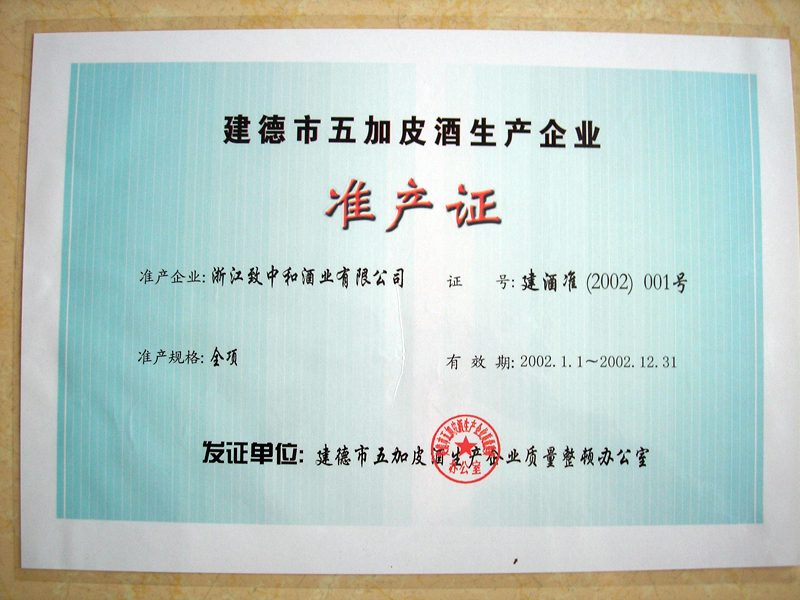 建德市五加皮酒生产企业
准产证
准产企业: 浙江致中和酒业有限公司
证 号: 建酒准 (2002) 001号
准产规格: 全项
有 效 期: 2002.1.1～2002.12.31
发证单位: 建德市五加皮酒生产企业质量整顿办公室
办公室